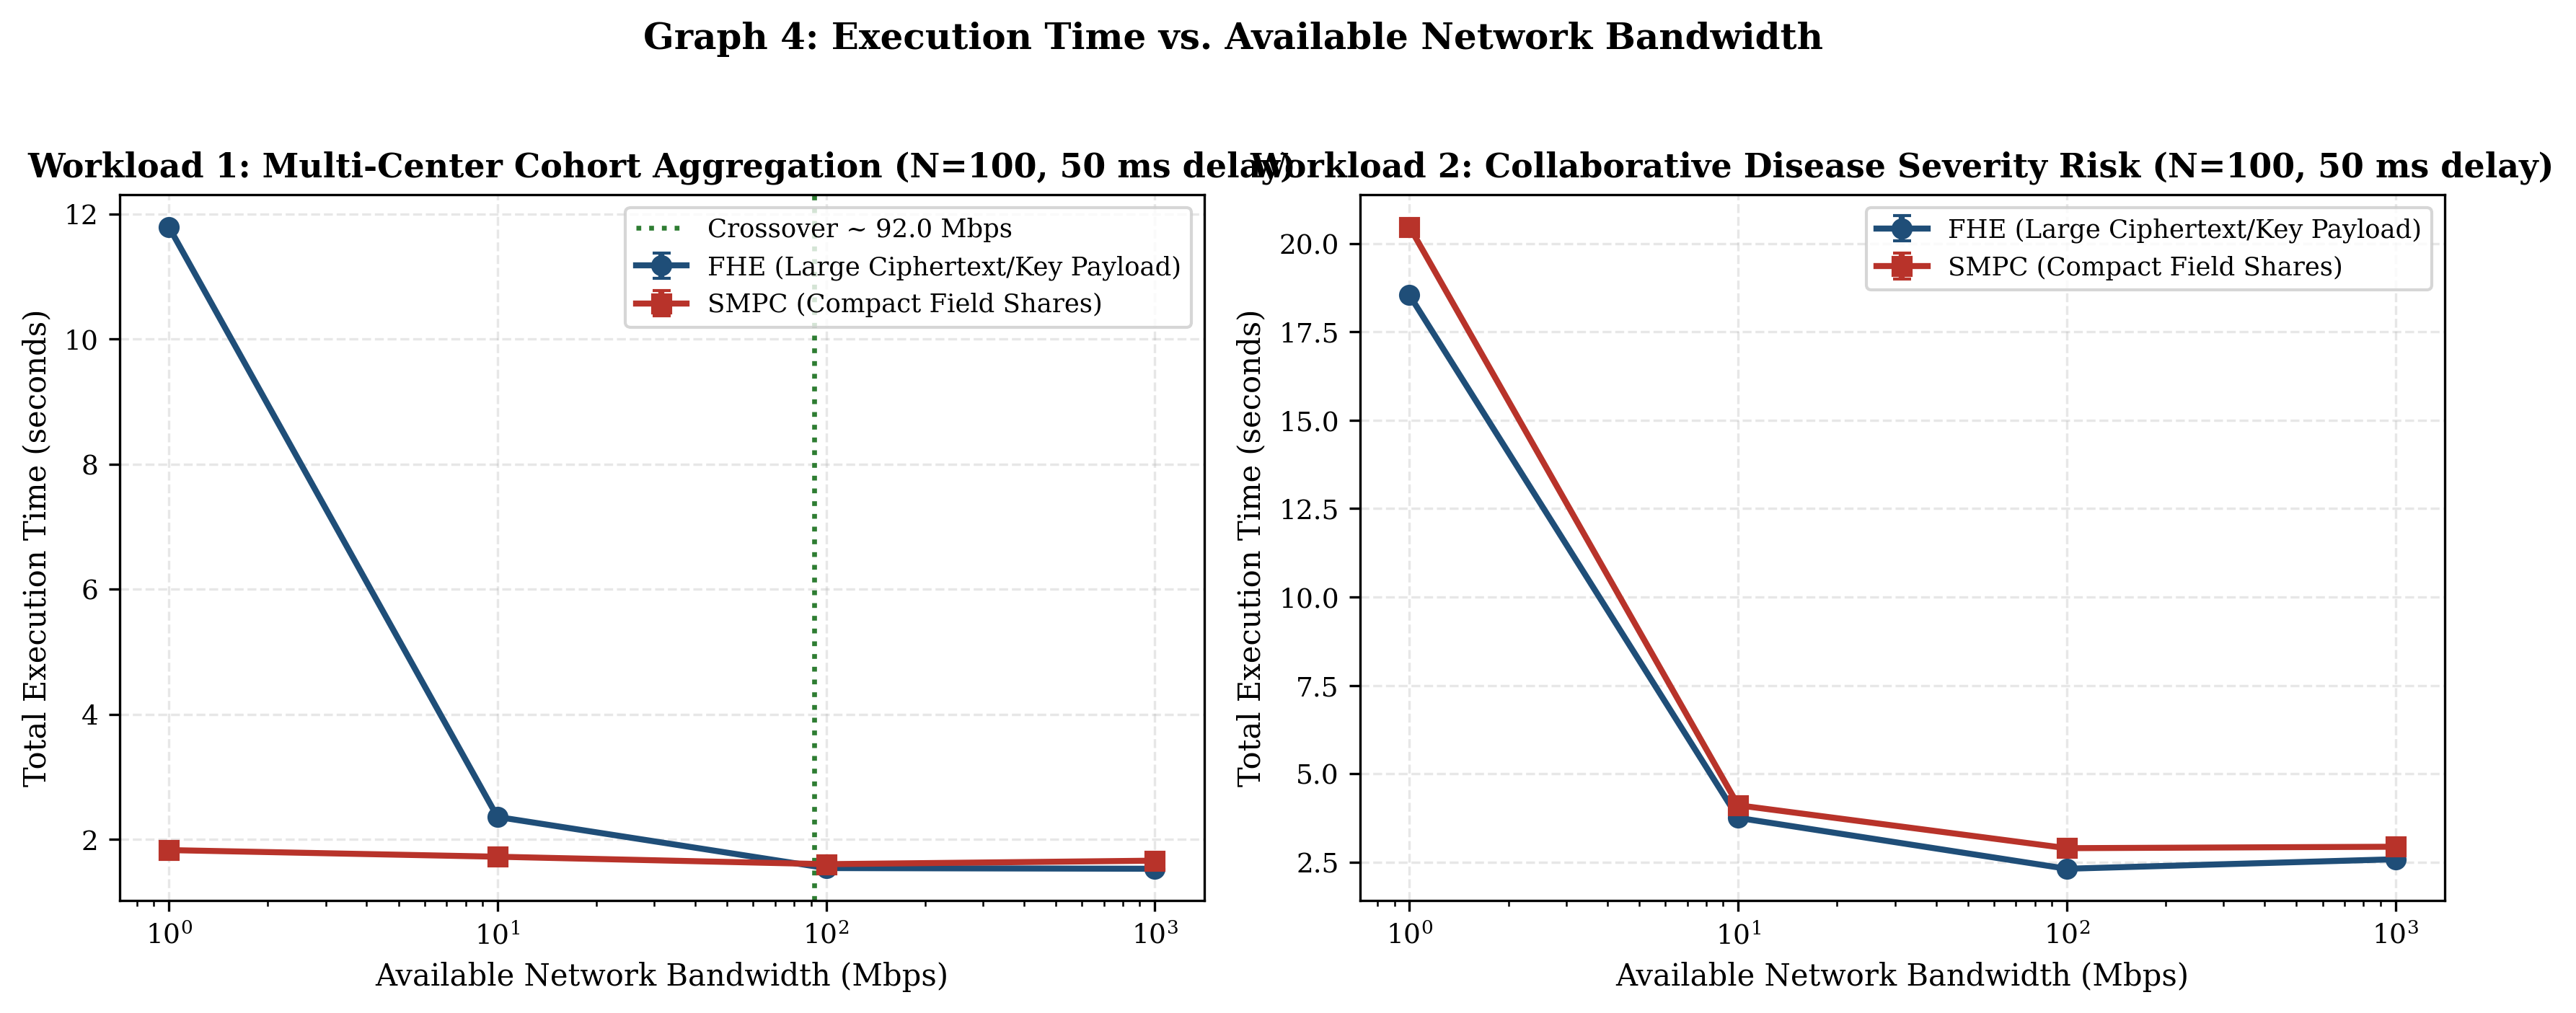 Graph 4: Execution Time vs. Available Network Bandwidth
Workload 1: Multi-Center Cohort Aggregation (N=100, 50 ms delay)
Total Execution Time (seconds)
12
10
8
6
4
2
Crossover ~ 92.0 Mbps
FHE (Large Ciphertext/Key Payload)
SMPC (Compact Field Shares)
10⁰
10¹
10²
10³
Available Network Bandwidth (Mbps)
Workload 2: Collaborative Disease Severity Risk (N=100, 50 ms delay)
Total Execution Time (seconds)
20.0
17.5
15.0
12.5
10.0
7.5
5.0
2.5
FHE (Large Ciphertext/Key Payload)
SMPC (Compact Field Shares)
10⁰
10¹
10²
10³
Available Network Bandwidth (Mbps)